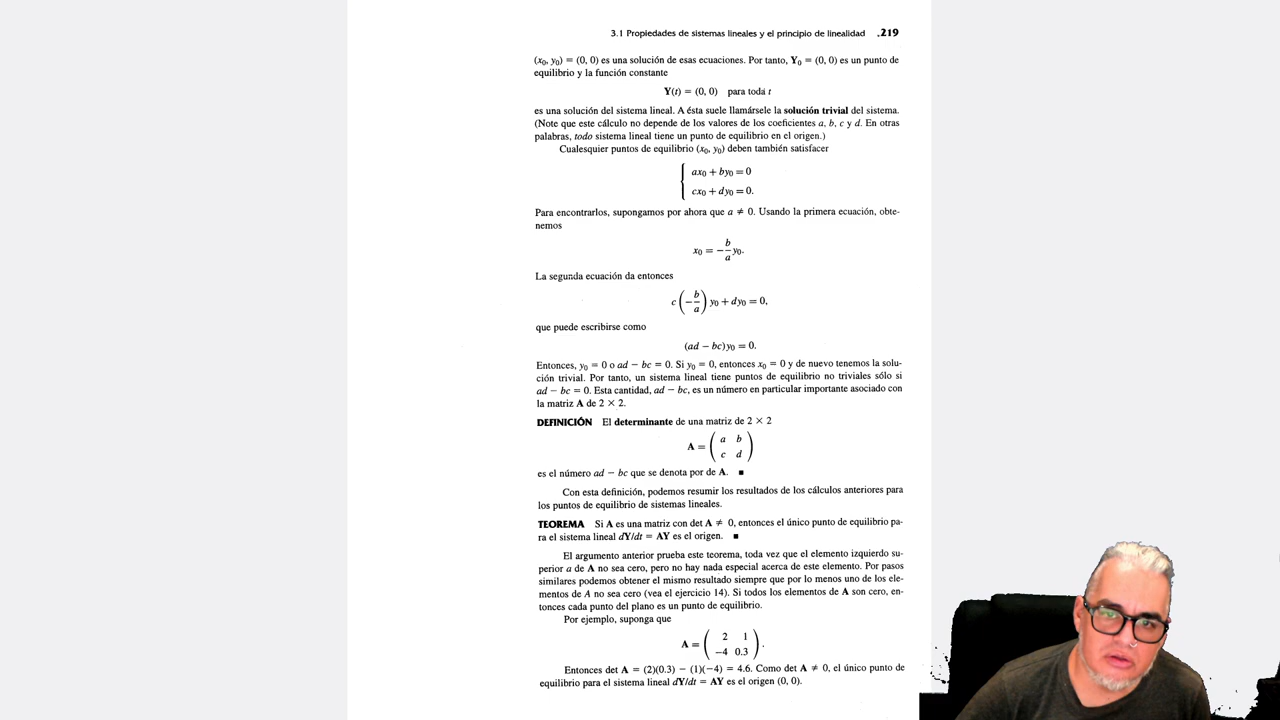 3.1 Propiedades de sistemas lineales y el principio de linealidad .219
(x₀, y₀) = (0, 0) es una solución de esas ecuaciones. Por tanto, Y₀ = (0, 0) es un punto de
equilibrio y la función constante
Y(t) = (0, 0) para toda t
es una solución del sistema lineal. A ésta suele llamársele la solución trivial del sistema.
(Note que este cálculo no depende de los valores de los coeficientes a, b, c y d. En otras
palabras, todo sistema lineal tiene un punto de equilibrio en el origen.)
Cualesquier puntos de equilibrio (x₀, y₀) deben también satisfacer
ax₀ + by₀ = 0
cx₀ + dy₀ = 0.
Para encontrarlos, supongamos por ahora que a ≠ 0. Usando la primera ecuación, obte-
nemos
x₀ = −b/a y₀.
La segunda ecuación da entonces
c(−b/a) y₀ + dy₀ = 0,
que puede escribirse como
(ad − bc)y₀ = 0.
Entonces, y₀ = 0 o ad − bc = 0. Si y₀ = 0, entonces x₀ = 0 y de nuevo tenemos la solu-
ción trivial. Por tanto, un sistema lineal tiene puntos de equilibrio no triviales sólo si
ad − bc = 0. Esta cantidad, ad − bc, es un número en particular importante asociado con
la matriz A de 2 × 2.
DEFINICIÓN El determinante de una matriz de 2 × 2
A = ( a b
c d )
es el número ad − bc que se denota por de A. ■
Con esta definición, podemos resumir los resultados de los cálculos anteriores para
los puntos de equilibrio de sistemas lineales.
TEOREMA Si A es una matriz con det A ≠ 0, entonces el único punto de equilibrio pa-
ra el sistema lineal dY/dt = AY es el origen. ■
El argumento anterior prueba este teorema, toda vez que el elemento izquierdo su-
perior a de A no sea cero, pero no hay nada especial acerca de este elemento. Por pasos
similares podemos obtener el mismo resultado siempre que por lo menos uno de los ele-
mentos de A no sea cero (vea el ejercicio 14). Si todos los elementos de A son cero, en-
tonces cada punto del plano es un punto de equilibrio.
Por ejemplo, suponga que
A = ( 2 1
−4 0.3 ).
Entonces det A = (2)(0.3) − (1)(−4) = 4.6. Como det A ≠ 0, el único punto de
equilibrio para el sistema lineal dY/dt = AY es el origen (0, 0).